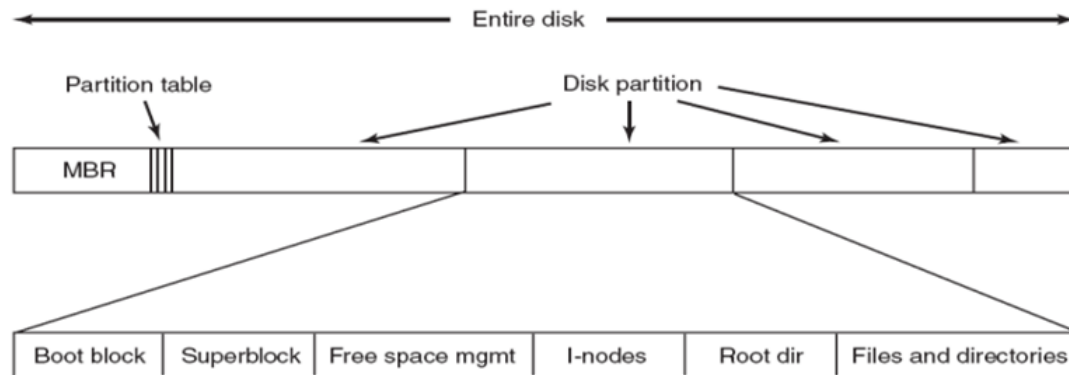 Entire disk
Partition table
Disk partition
MBR
Boot block
Superblock
Free space mgmt
I-nodes
Root dir
Files and directories